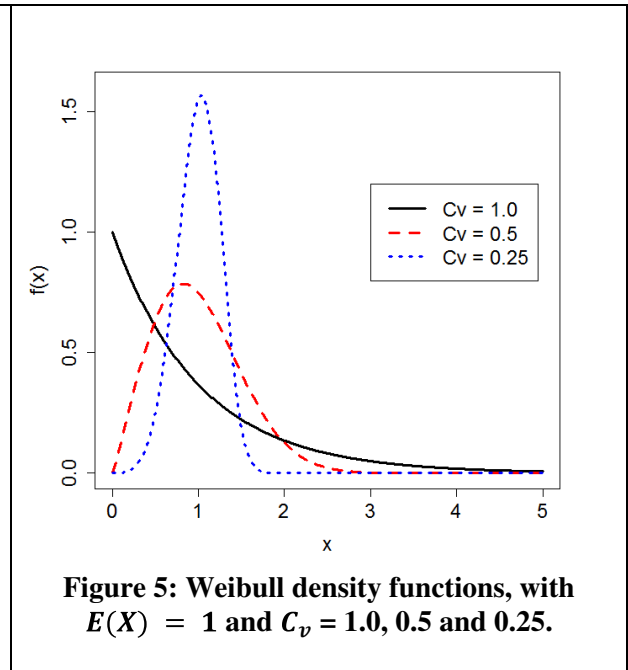 1.5
1.0
0.5
0.0
f(x)
Cv = 1.0
Cv = 0.5
Cv = 0.25
0 1 2 3 4 5
x
Figure 5: Weibull density functions, with
E(X) = 1 and Cᵥ = 1.0, 0.5 and 0.25.